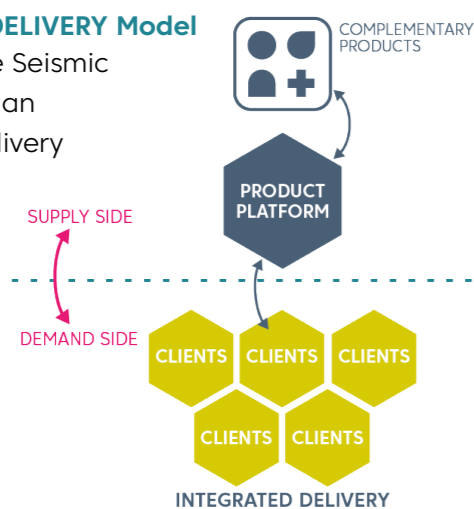 DELIVERY Model
Seismic
an
COMPLEMENTARY
PRODUCTS
PRODUCT
PLATFORM
SUPPLY SIDE
DEMAND SIDE
CLIENTS CLIENTS CLIENTS
CLIENTS CLIENTS
INTEGRATED DELIVERY